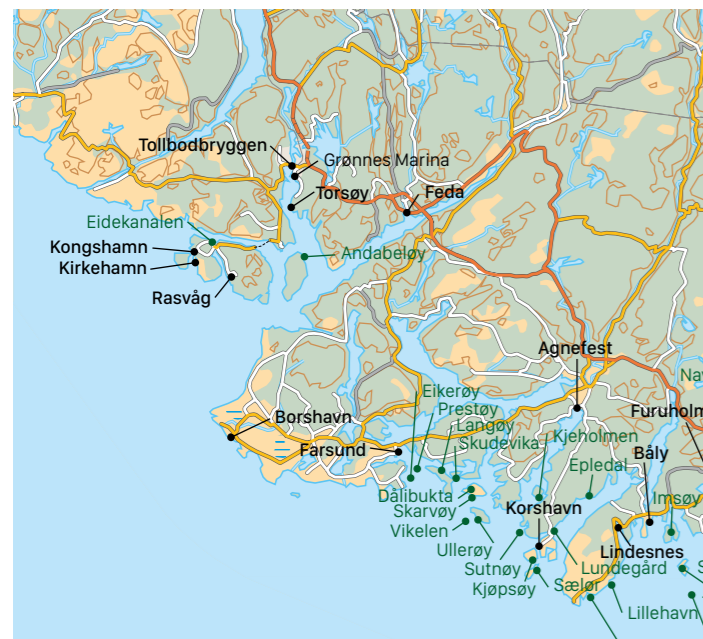 Tollbodbryggen
Grønnes Marina
Torsøy
Feda
Eidekanalen
Kongshamn
Andabeløy
Kirkehamn
Rasvåg
Agnefest
Nav
Eikerøy
Prestøy
Furuholm
Borshavn
Langøy
Kjeholmen
Skudevika
Farsund
Båly
Epledal
Dålibukta
Imsøy
Skarvøy
Korshavn
Vikelen
Ullerøy
Lindesnes
Sutnøy
Lundegård
Kjøpsøy
Sælør
S
Lillehavn